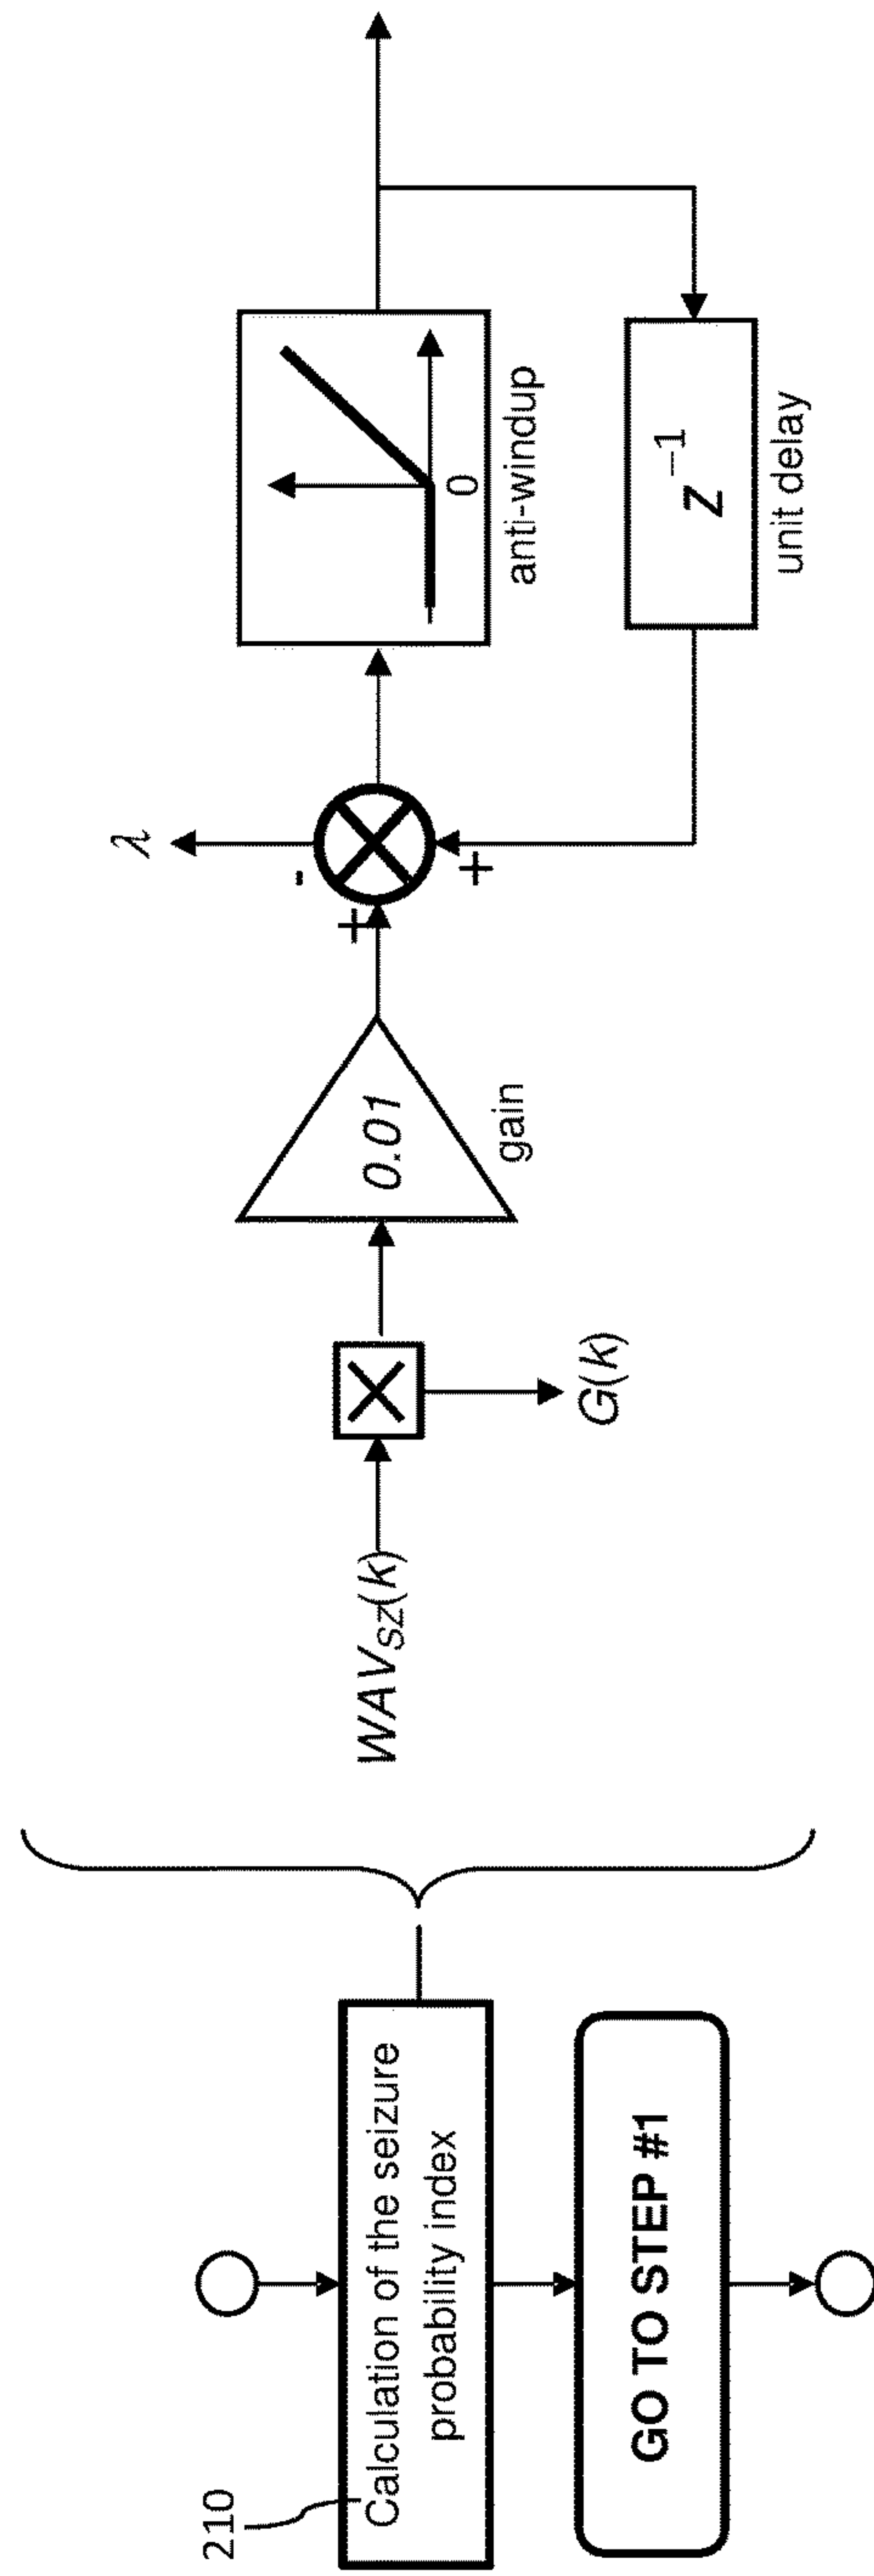 210
Calculation of the seizure
probability index
GO TO STEP #1
WAV_SZ(k)
G(k)
0.01
gain
λ
-
+
+
0
anti-windup
z⁻¹
unit delay